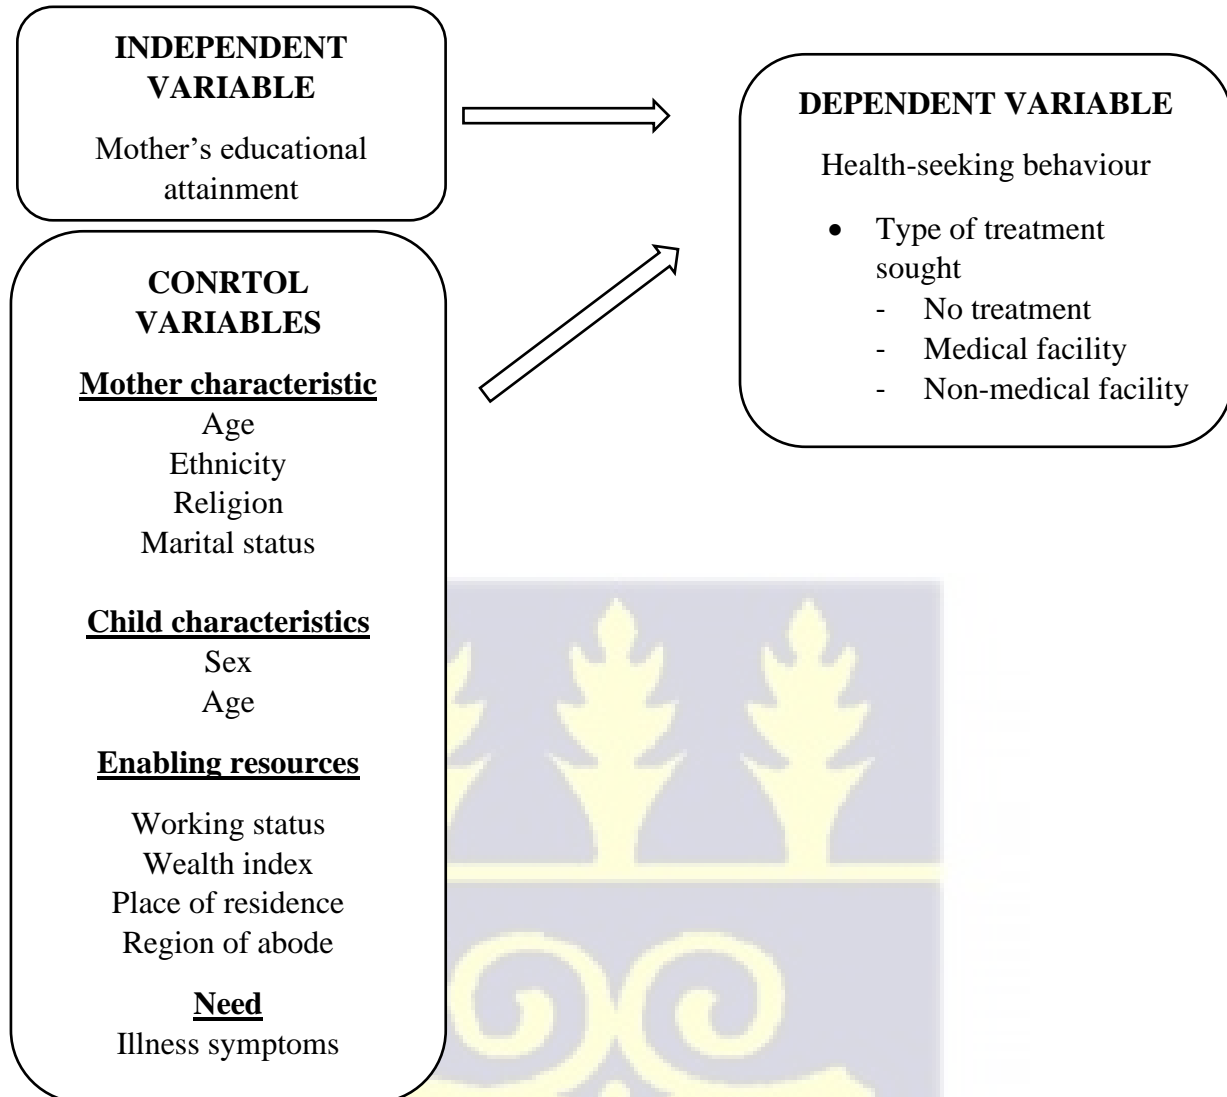 INDEPENDENT
VARIABLE
Mother’s educational
attainment
CONRTOL
VARIABLES
Mother characteristic
Age
Ethnicity
Religion
Marital status
Child characteristics
Sex
Age
Enabling resources
Working status
Wealth index
Place of residence
Region of abode
Need
Illness symptoms
DEPENDENT VARIABLE
Health-seeking behaviour
• Type of treatment
sought
- No treatment
- Medical facility
- Non-medical facility